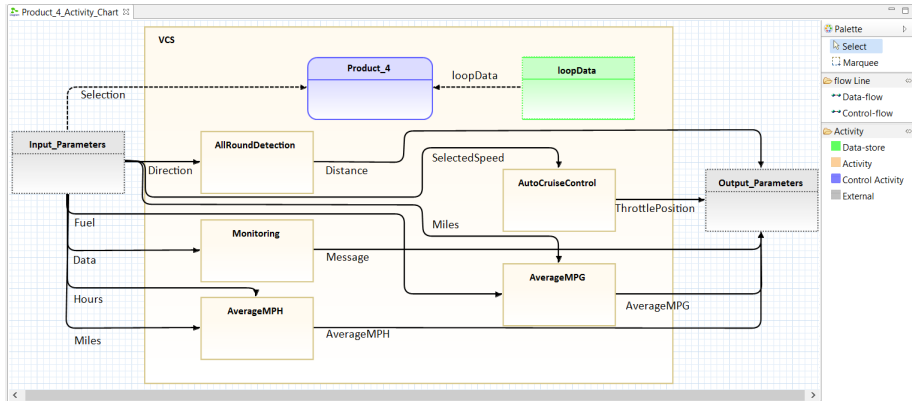 Product_4_Activity_Chart
VCS
Palette
Select
Marquee
flow Line
Data-flow
Control-flow
Activity
Data-store
Activity
Control Activity
External
Product_4
loopData
loopData
Selection
Input_Parameters
AllRoundDetection
SelectedSpeed
Direction
Distance
AutoCruiseControl
Output_Parameters
ThrottlePosition
Fuel
Miles
Monitoring
Data
Message
AverageMPG
Hours
AverageMPG
AverageMPH
AverageMPH
Miles